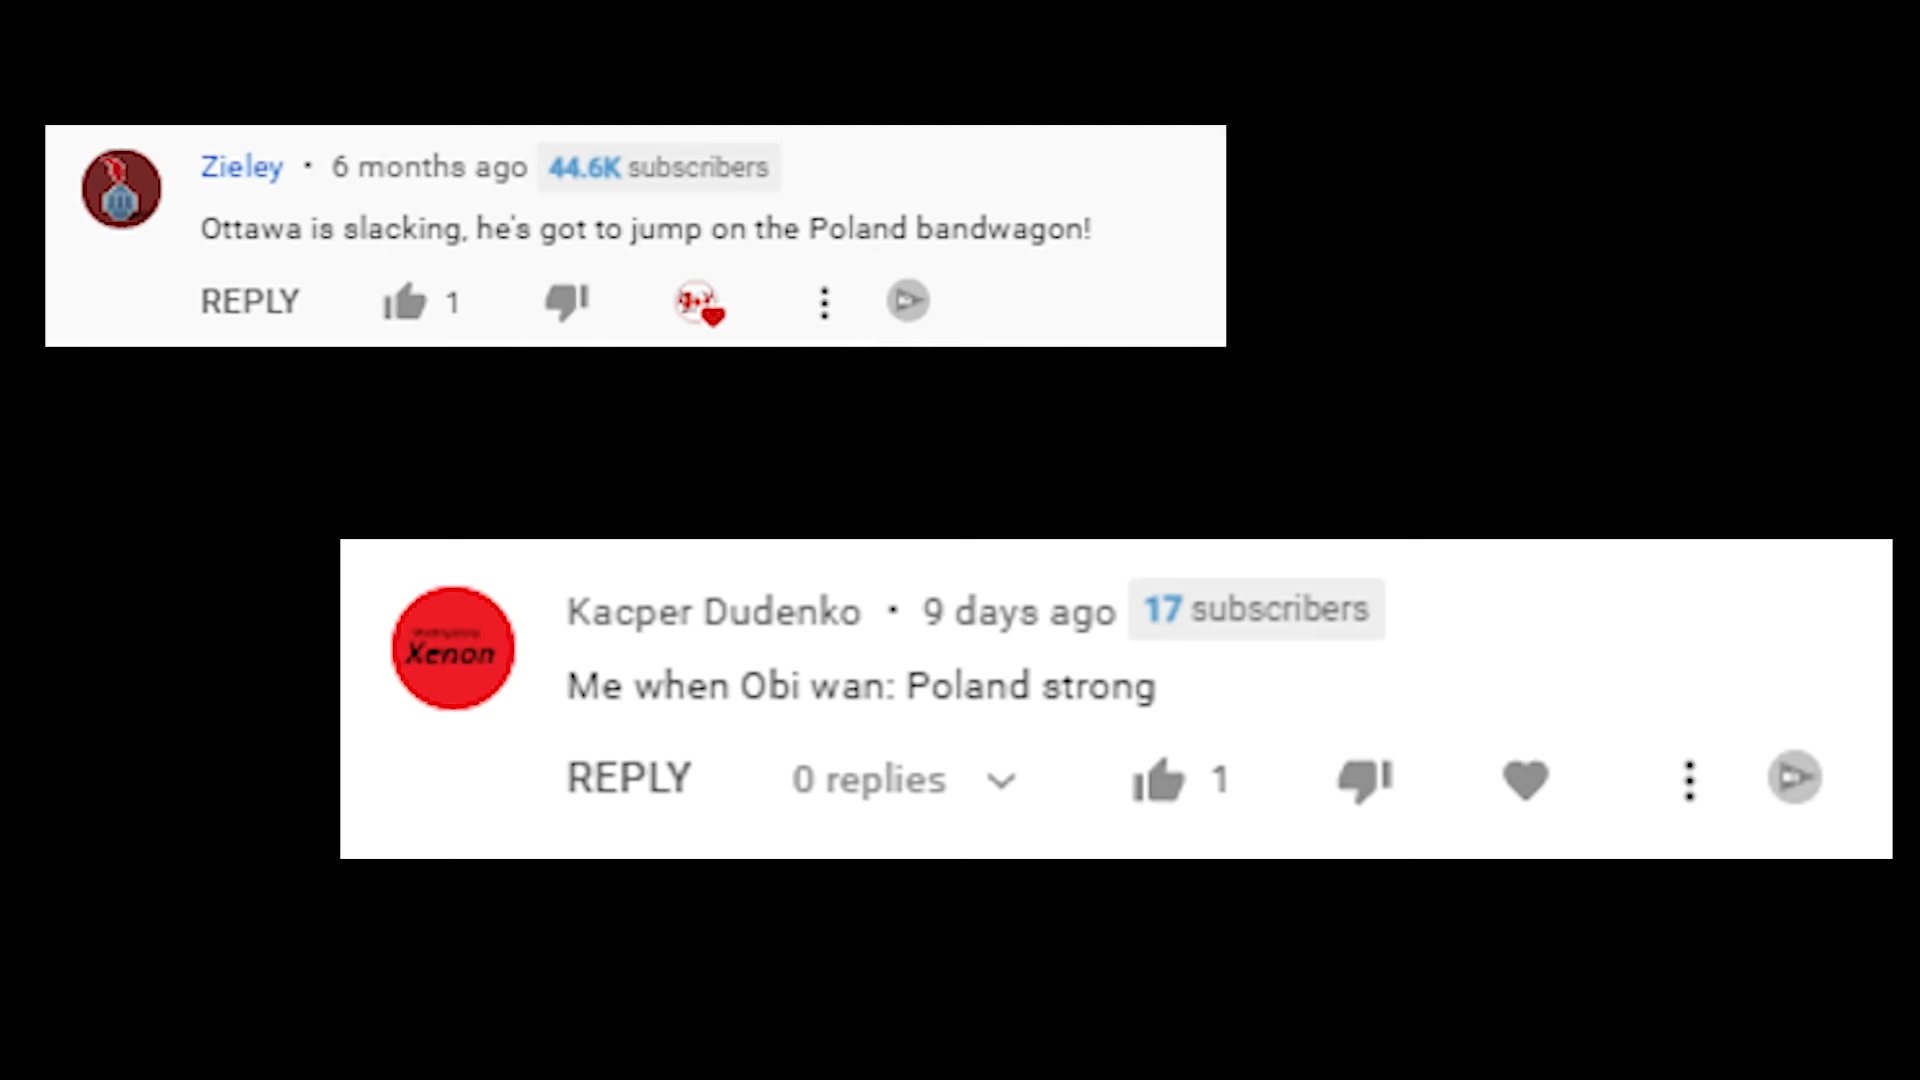 Zieley • 6 months ago 44.6K subscribers
Ottawa is slacking, he's got to jump on the Poland bandwagon!
REPLY 1
Kacper Dudenko • 9 days ago 17 subscribers
Xenon
Me when Obi wan: Poland strong
REPLY 0 replies 1